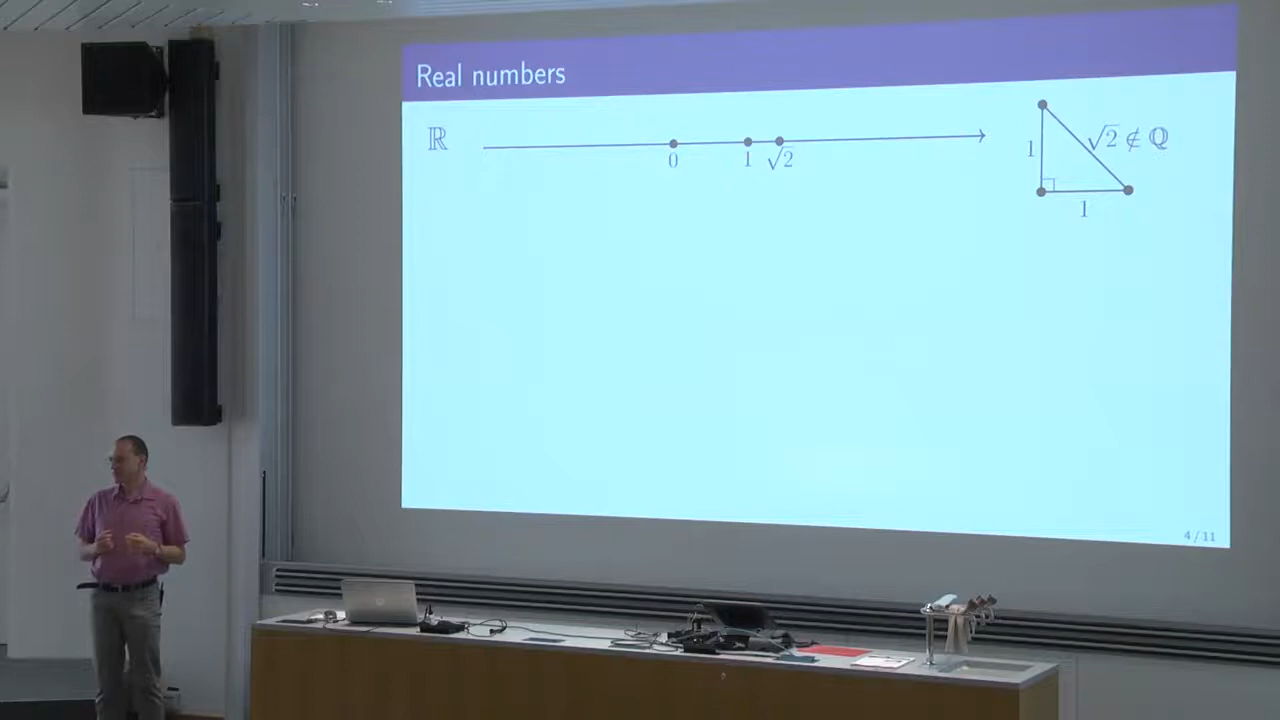 Real numbers
ℝ
0 1 √2
1
√2 ∉ ℚ
1
4 / 11